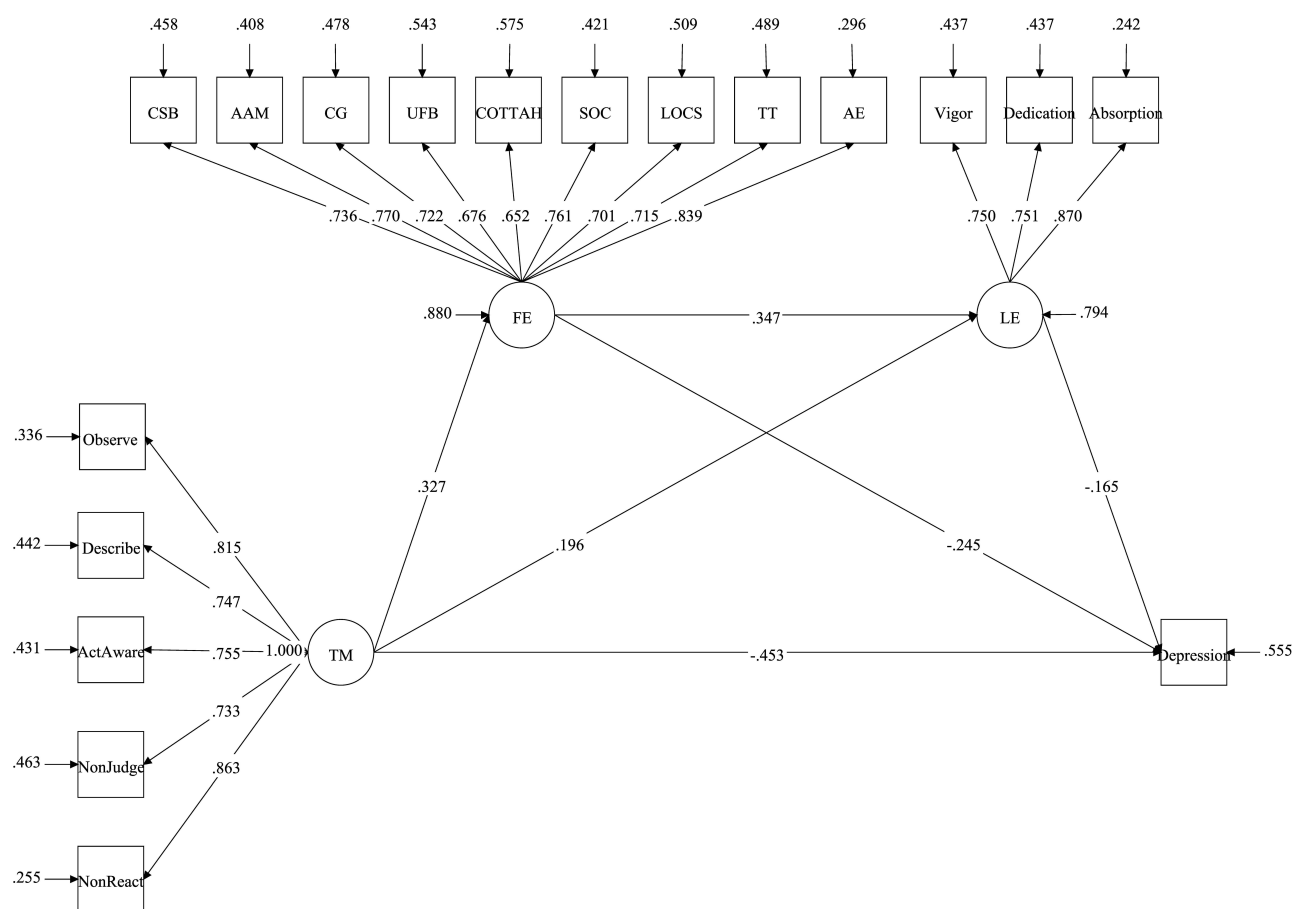 .458 .408 .478 .543 .575 .421 .509 .489 .296 .437 .437 .242
CSB AAM CG UFB COTTAH SOC LOCS TT AE Vigor Dedication Absorption
.736 .770 .722 .676 .652 .761 .701 .715 .839 .750 .751 .870
.880 FE .347 LE .794
.336 Observe
.327 -.165
.442 Describe .815 .196 -.245
.747
.431 ActAware .755 1.000 TM -.453 Depression .555
.733
.463 NonJudge .863
.255 NonReact